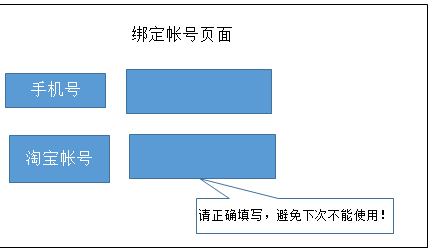 绑定帐号页面
手机号
淘宝帐号
请正确填写，避免下次不能使用！